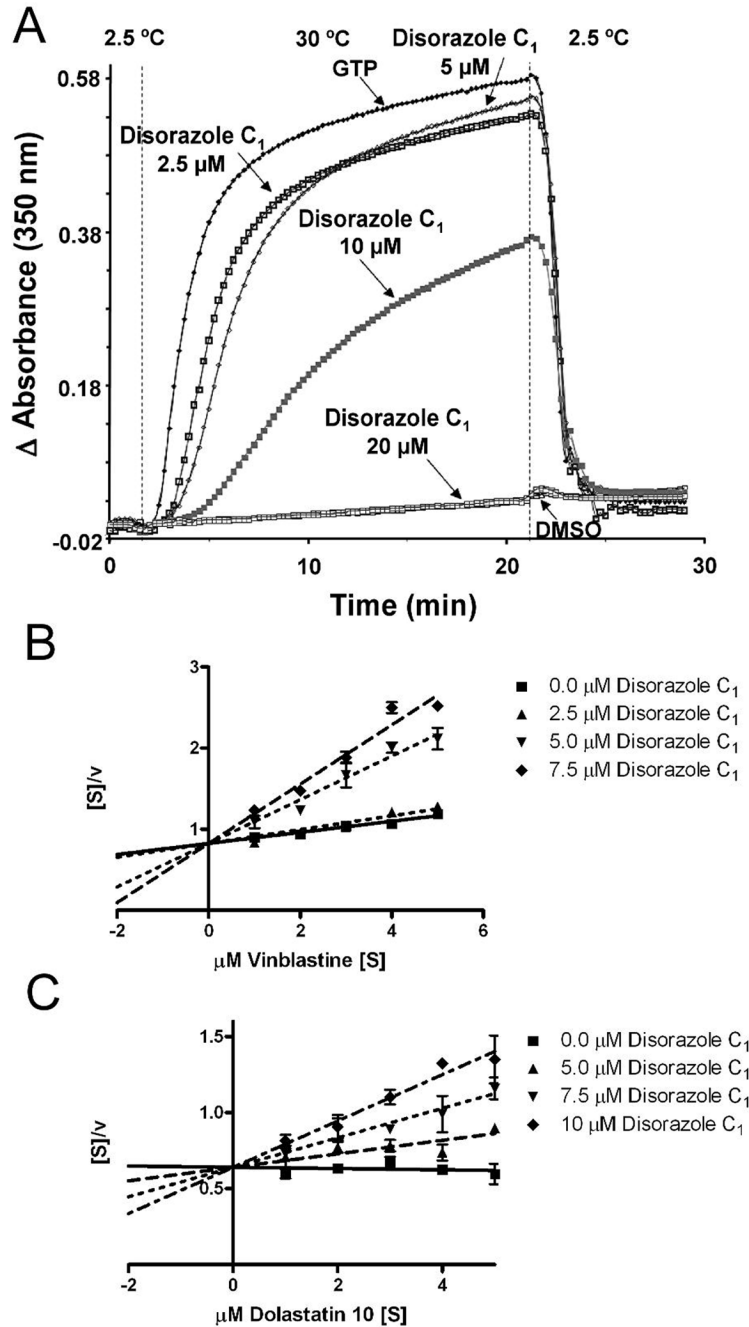 A
2.5 ºC
30 ºC
Disorazole C1
5 µM
2.5 ºC
GTP
0.58
Disorazole C1
2.5 µM
Disorazole C1
10 µM
0.38
0.18
Disorazole C1
20 µM
DMSO
-0.02
0
10
20
30
Δ Absorbance (350 nm)
Time (min)
B
3
2
1
[S]/v
-2
0
2
4
6
µM Vinblastine [S]
0.0 µM Disorazole C1
2.5 µM Disorazole C1
5.0 µM Disorazole C1
7.5 µM Disorazole C1
C
1.5
1.0
0.5
[S]/v
-2
0
2
4
µM Dolastatin 10 [S]
0.0 µM Disorazole C1
5.0 µM Disorazole C1
7.5 µM Disorazole C1
10 µM Disorazole C1